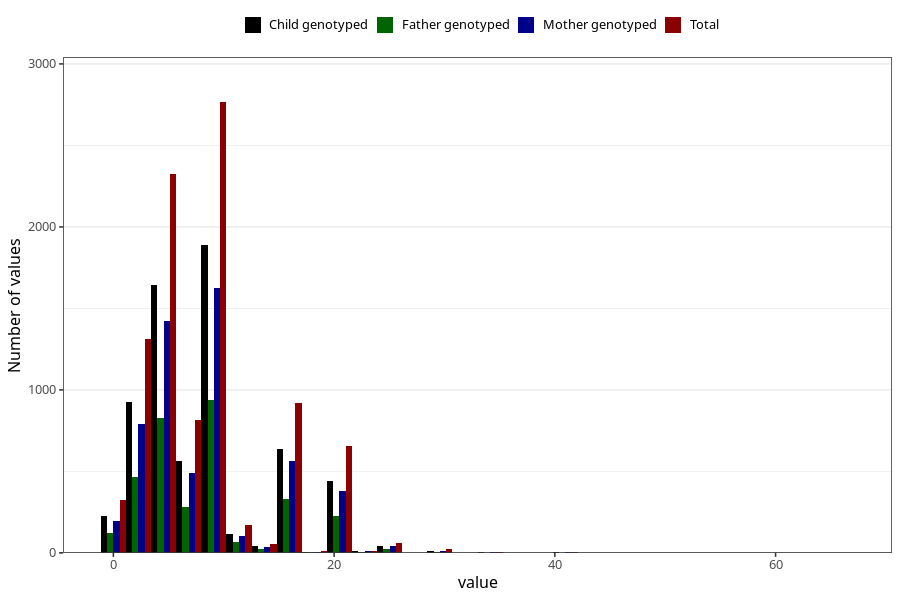 Child genotyped Father genotyped Mother genotyped Total
3000
2000
1000
0
Number of values
0 20 40 60
value